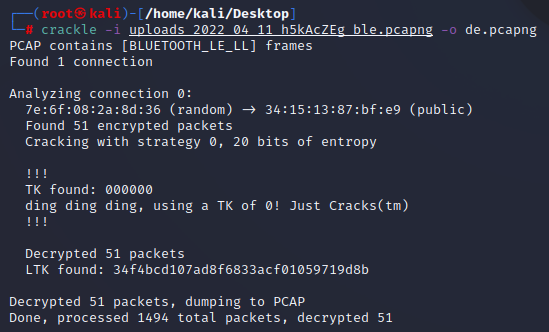 ┌──(root㉿kali)-[/home/kali/Desktop]
└─# crackle -i uploads_2022_04_11_h5kAcZEg_ble.pcapng -o de.pcapng
PCAP contains [BLUETOOTH_LE_LL] frames
Found 1 connection

Analyzing connection 0:
  7e:6f:08:2a:8d:36 (random) → 34:15:13:87:bf:e9 (public)
  Found 51 encrypted packets
  Cracking with strategy 0, 20 bits of entropy

  !!!
  TK found: 000000
  ding ding ding, using a TK of 0! Just Cracks(tm)
  !!!

  Decrypted 51 packets
  LTK found: 34f4bcd107ad8f6833acf01059719d8b

Decrypted 51 packets, dumping to PCAP
Done, processed 1494 total packets, decrypted 51